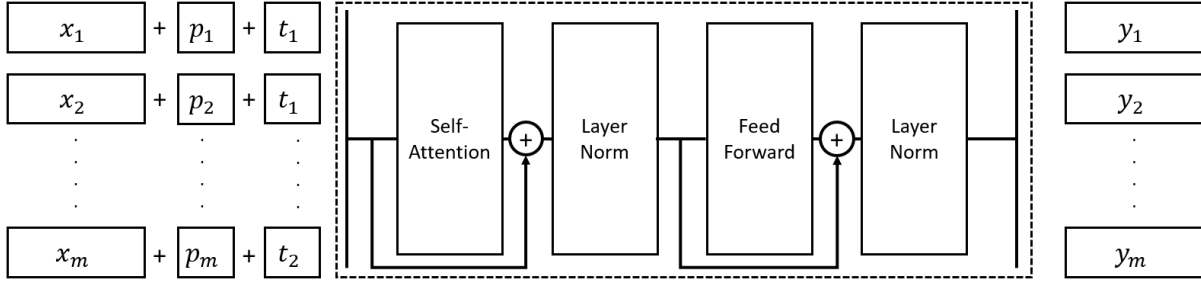 x₁ + p₁ + t₁
x₂ + p₂ + t₁
xₘ + pₘ + t₂
Self-
Attention
+
Layer
Norm
Feed
Forward
+
Layer
Norm
y₁
y₂
yₘ